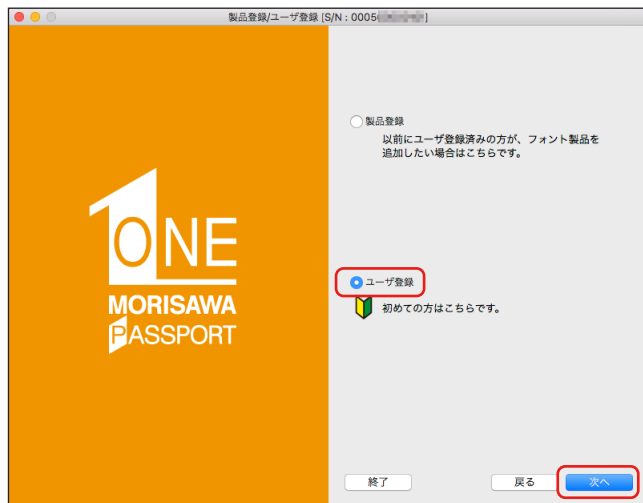 製品登録/ユーザ登録 [S/N : 0005
製品登録
以前にユーザ登録済みの方が、フォント製品を
追加したい場合はこちらです。
ONE
MORISAWA
PASSPORT
ユーザ登録
初めての方はこちらです。
終了
戻る
次へ